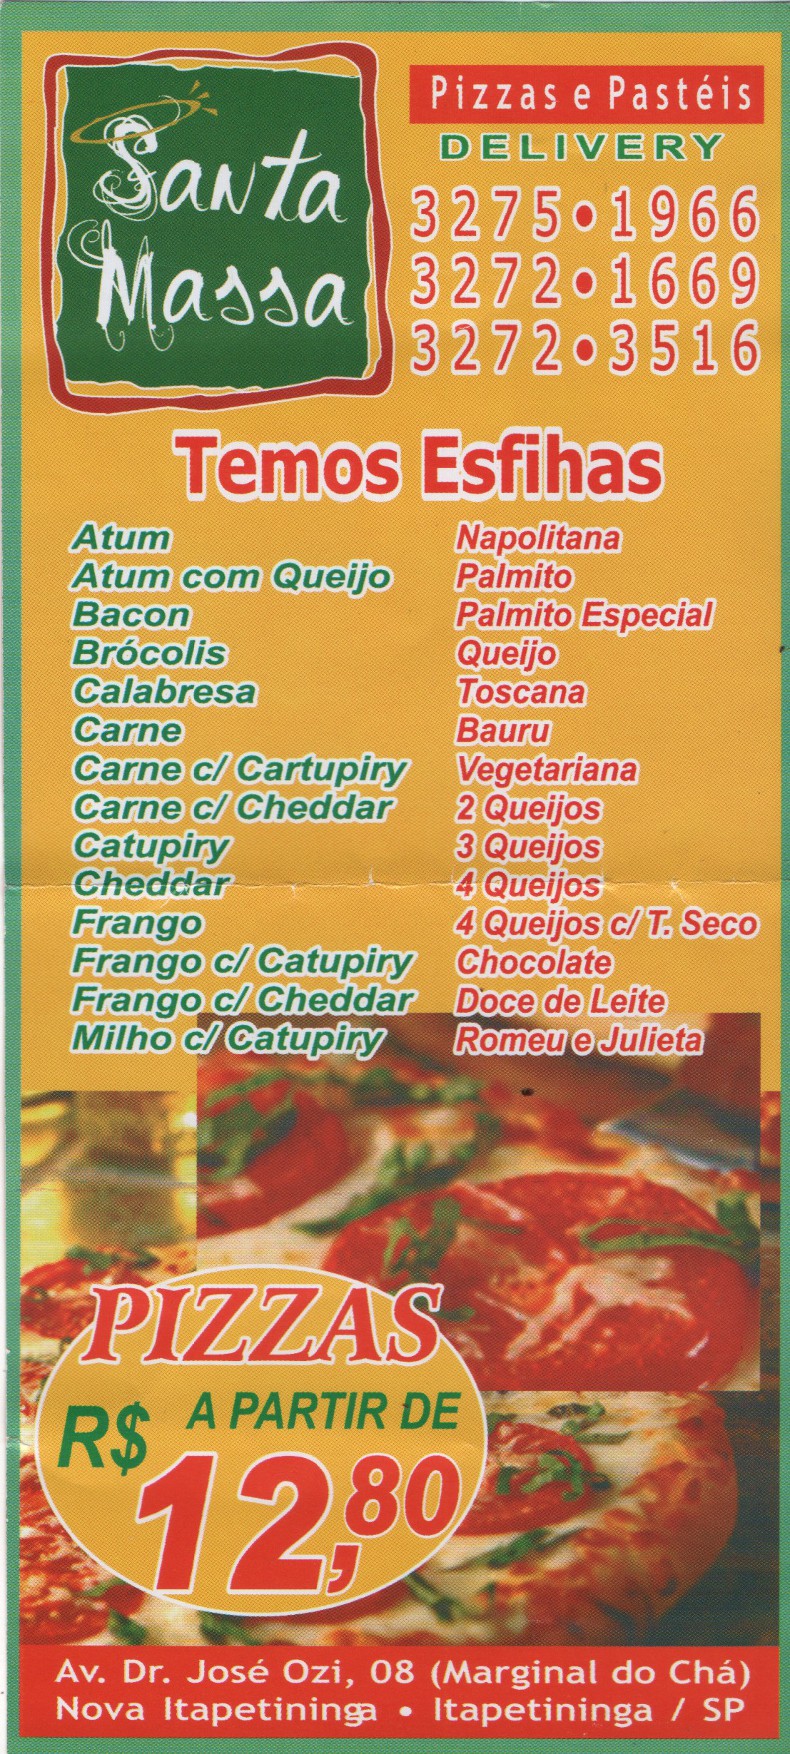 Santa
Massa
Pizzas e Pastéis
DELIVERY
3275•1966
3272•1669
3272•3516
Temos Esfihas
Atum
Atum com Queijo
Bacon
Brócolis
Calabresa
Carne
Carne c/ Cartupiry
Carne c/ Cheddar
Catupiry
Cheddar
Frango
Frango c/ Catupiry
Frango c/ Cheddar
Milho c/ Catupiry
Napolitana
Palmito
Palmito Especial
Queijo
Toscana
Bauru
Vegetariana
2 Queijos
3 Queijos
4 Queijos
4 Queijos c/ T. Seco
Chocolate
Doce de Leite
Romeu e Julieta
PIZZAS
A PARTIR DE
R$ 12,80
Av. Dr. José Ozi, 08 (Marginal do Chá)
Nova Itapetininga • Itapetininga / SP